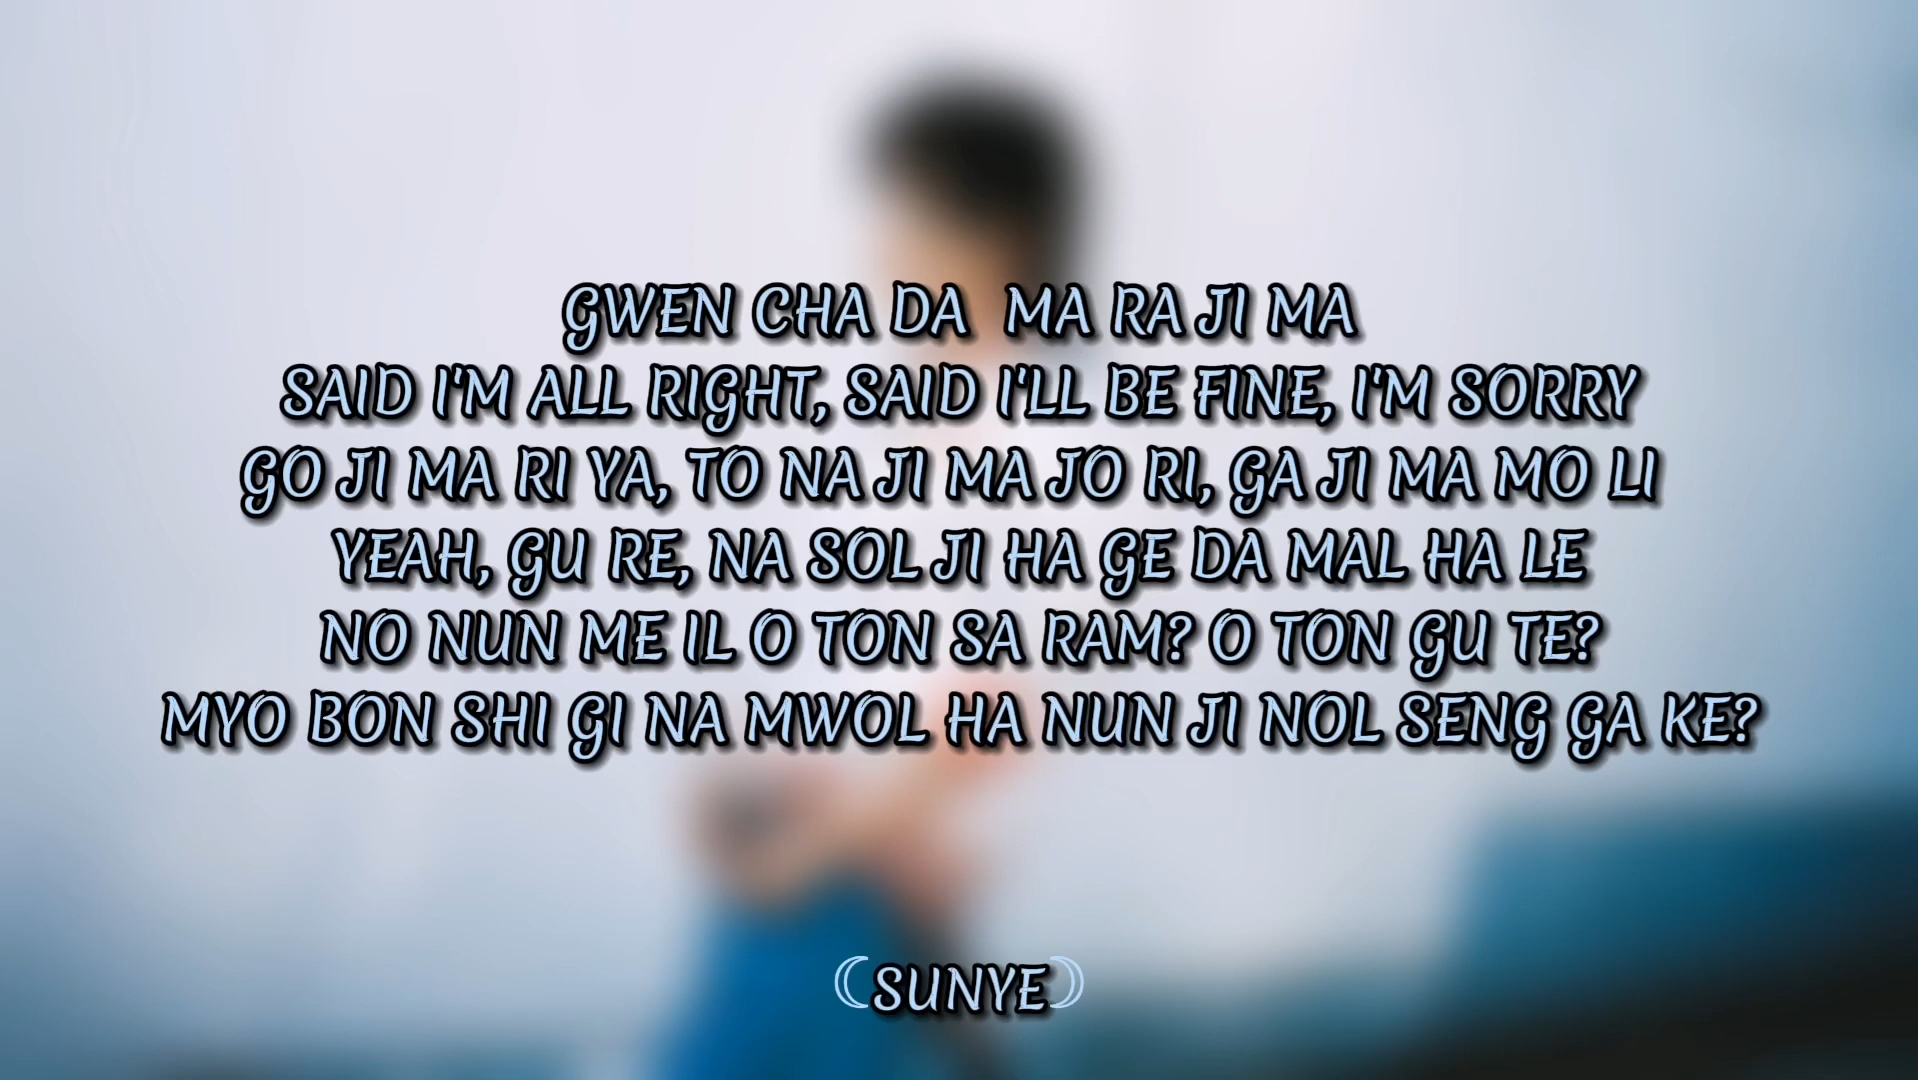 GWEN CHA DA MA RA JI MA
SAID I'M ALL RIGHT, SAID I'LL BE FINE, I'M SORRY
GO JI MA RI YA, TO NA JI MA JO RI, GA JI MA MO LI
YEAH, GU RE, NA SOL JI HA GE DA MAL HA LE
NO NUN ME IL O TON SA RAM? O TON GU TE?
MYO BON SHI GI NA MWOL HA NUN JI NOL SENG GA KE?
☾SUNYE☽